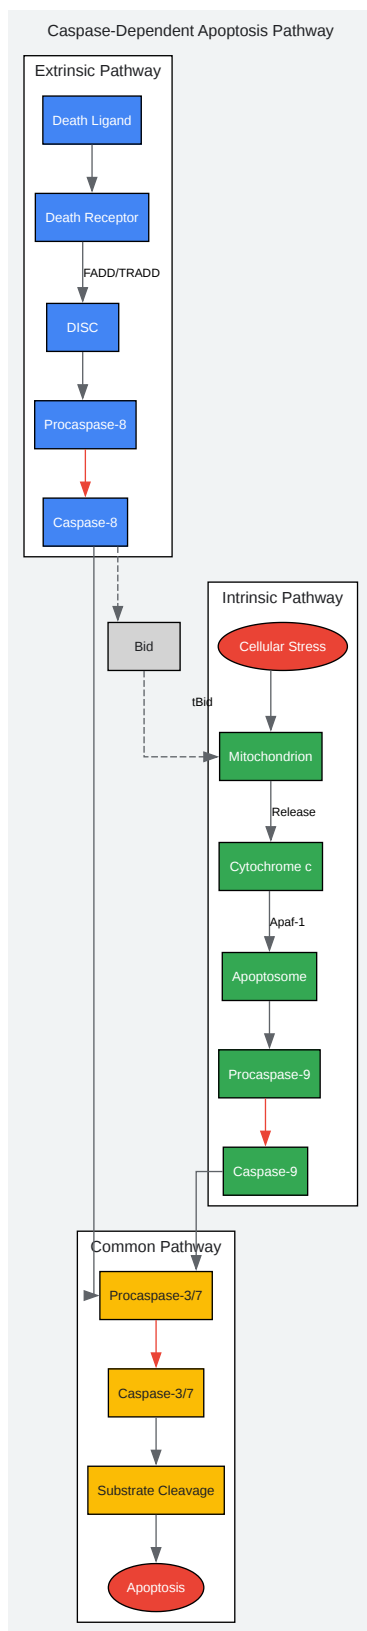 Caspase-Dependent Apoptosis Pathway
Extrinsic Pathway
Death Ligand
Death Receptor
FADD/TRADD
DISC
Procaspase-8
Caspase-8
Bid
tBid
Intrinsic Pathway
Cellular Stress
Mitochondrion
Release
Cytochrome c
Apaf-1
Apoptosome
Procaspase-9
Caspase-9
Common Pathway
Procaspase-3/7
Caspase-3/7
Substrate Cleavage
Apoptosis